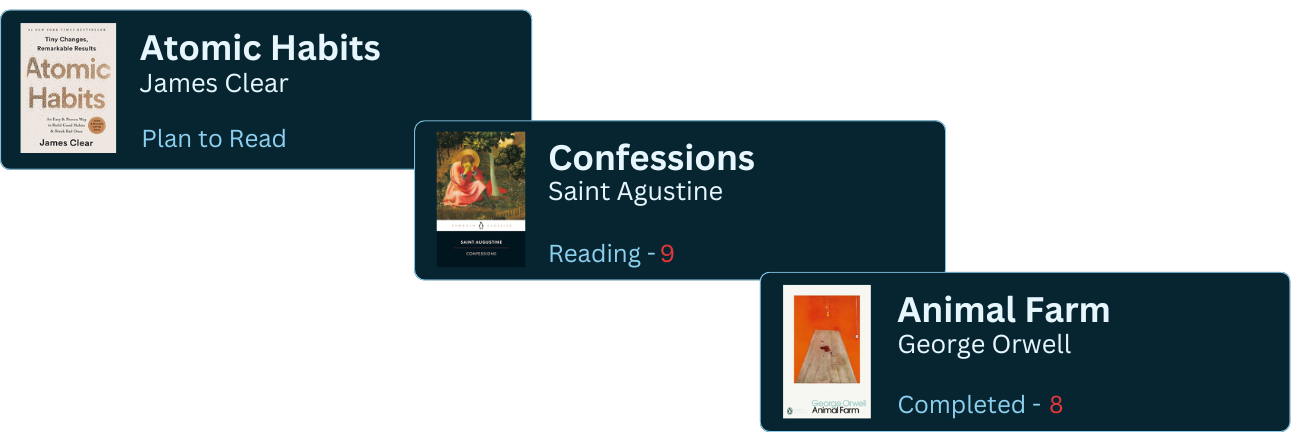 #1 NEW YORK TIMES BESTSELLER
Tiny Changes,
Remarkable Results
Atomic
Habits
An Easy & Proven Way
to Build Good Habits
& Break Bad Ones
James Clear
Atomic Habits
James Clear
Plan to Read
PENGUIN CLASSICS
SAINT AUGUSTINE
CONFESSIONS
Confessions
Saint Agustine
Reading - 9
George Orwell
Animal Farm
Animal Farm
George Orwell
Completed - 8